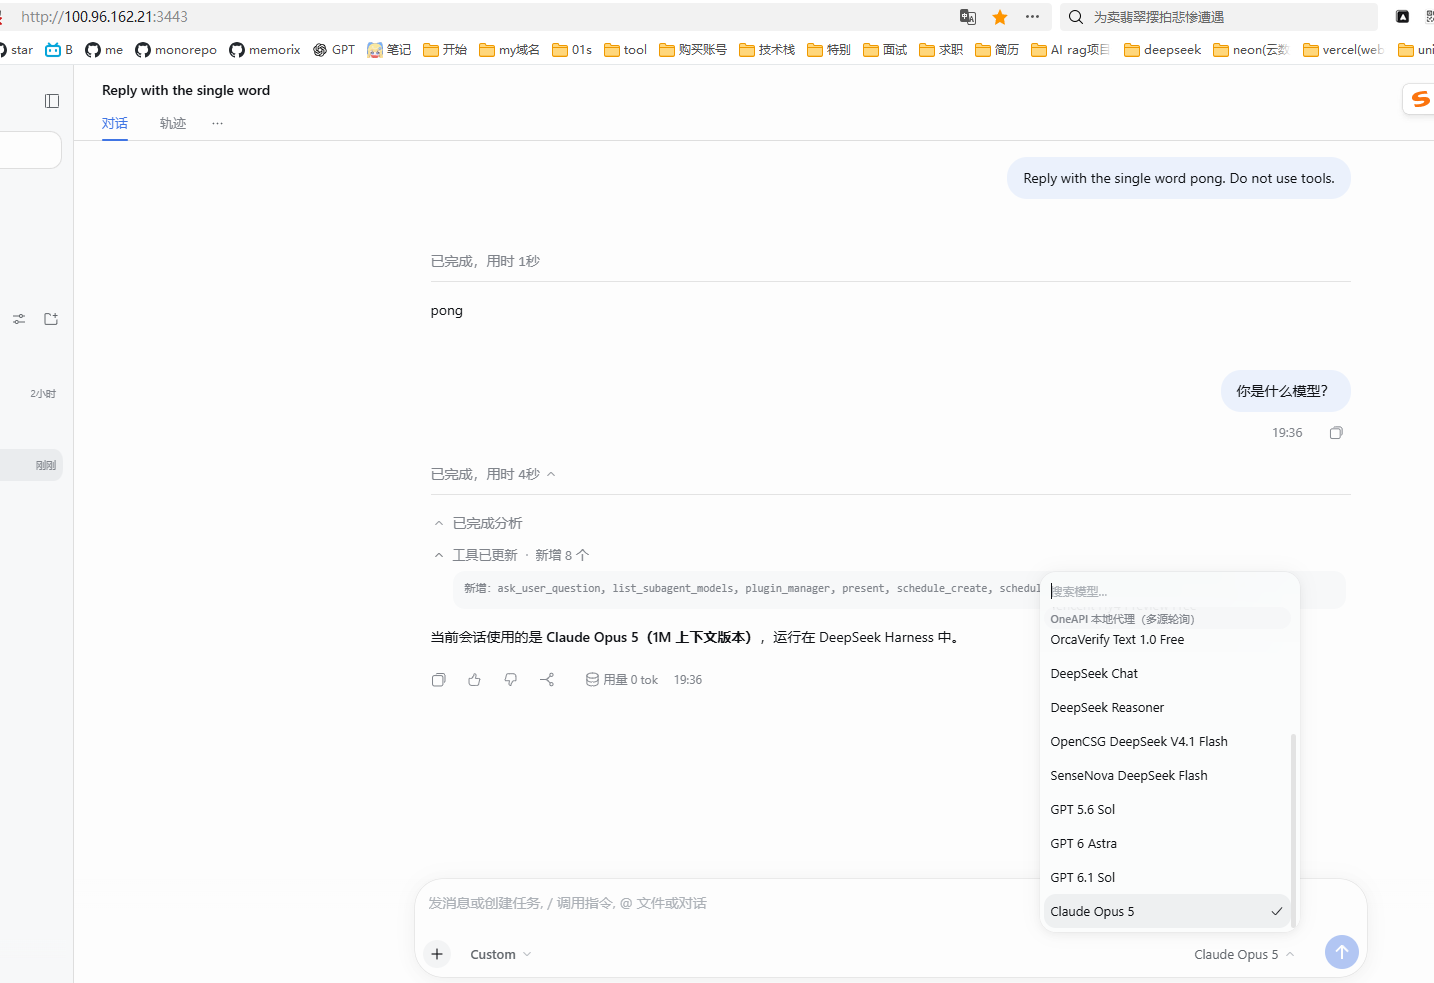 http://100.96.162.21:3443
为卖翡翠摆拍悲惨遭遇
star B me monorepo memorix GPT 笔记 开始 my域名 01s tool 购买账号 技术栈 特别 面试 求职 简历 AI rag项目 deepseek neon(云数 vercel(web uni
Reply with the single word
对话 轨迹 ···
Reply with the single word pong. Do not use tools.
已完成，用时 1秒
pong
2小时
你是什么模型？
19:36
刚刚
已完成，用时 4秒
已完成分析
工具已更新 · 新增 8 个
新增: ask_user_question, list_subagent_models, plugin_manager, present, schedule_create, schedul
当前会话使用的是 Claude Opus 5（1M 上下文版本），运行在 DeepSeek Harness 中。
用量 0 tok 19:36
搜索模型...
OneAPI 本地代理（多源轮询）
OrcaVerify Text 1.0 Free
DeepSeek Chat
DeepSeek Reasoner
OpenCSG DeepSeek V4.1 Flash
SenseNova DeepSeek Flash
GPT 5.6 Sol
GPT 6 Astra
GPT 6.1 Sol
Claude Opus 5
发消息或创建任务, / 调用指令, @ 文件或对话
Custom
Claude Opus 5